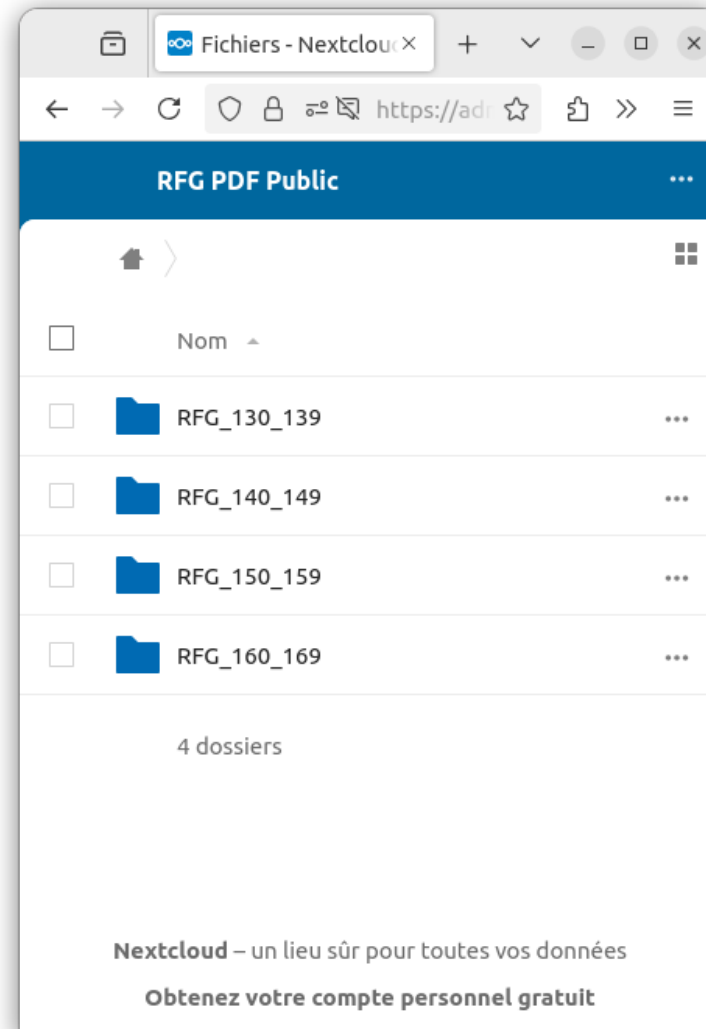 Fichiers - Nextclou
https://ad
RFG PDF Public
Nom
RFG_130_139
RFG_140_149
RFG_150_159
RFG_160_169
4 dossiers
Nextcloud – un lieu sûr pour toutes vos données
Obtenez votre compte personnel gratuit